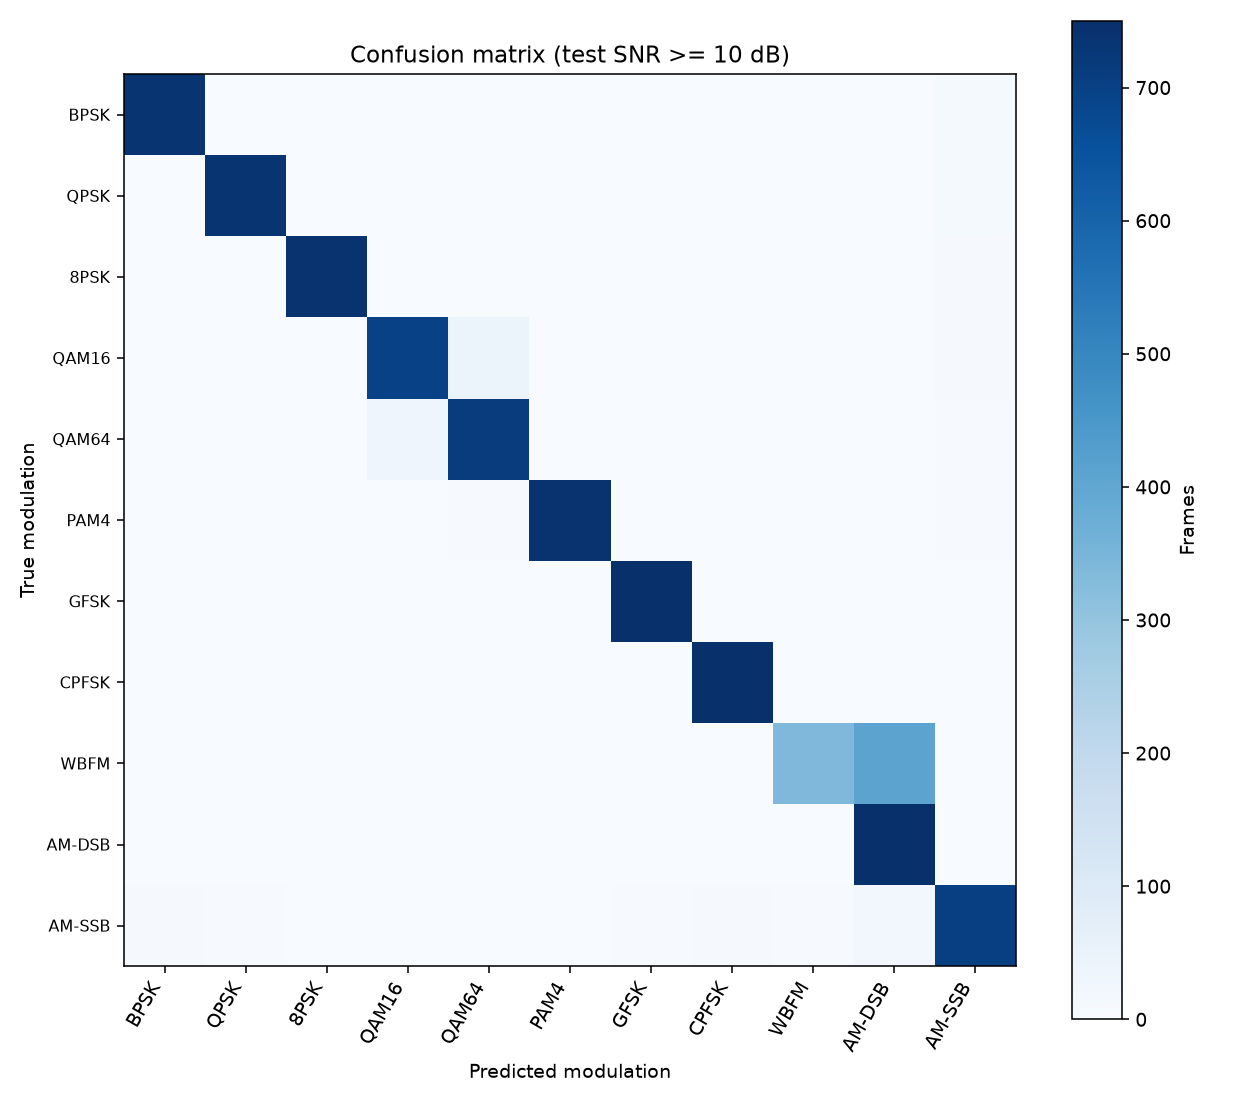 Confusion matrix (test SNR >= 10 dB)
True modulation
BPSK
QPSK
8PSK
QAM16
QAM64
PAM4
GFSK
CPFSK
WBFM
AM-DSB
AM-SSB
BPSK
QPSK
8PSK
QAM16
QAM64
PAM4
GFSK
CPFSK
WBFM
AM-DSB
AM-SSB
Predicted modulation
700
600
500
400
300
200
100
0
Frames